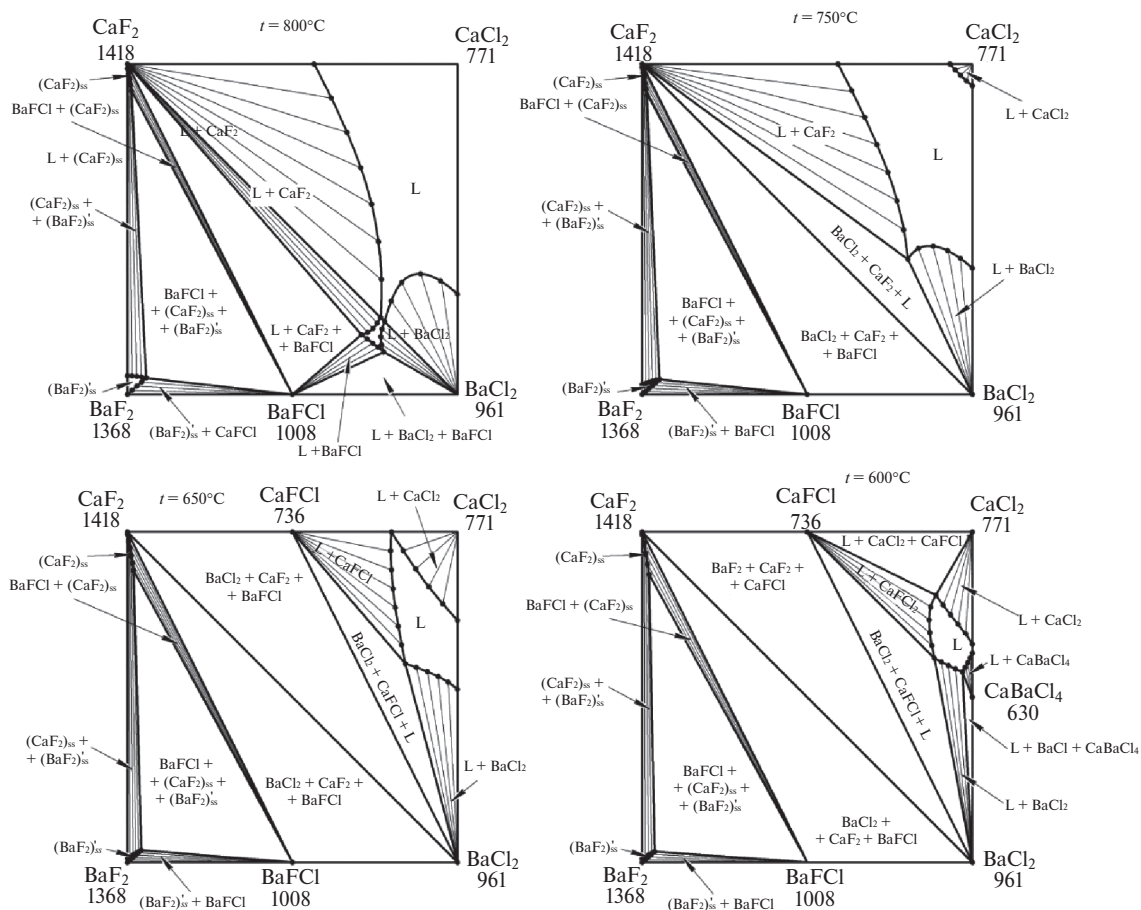 t = 800°C
CaF2
1418
CaCl2
771
(CaF2)ss
BaFCl + (CaF2)ss
L + (CaF2)ss
(CaF2)ss +
+ (BaF2)'ss
L + CaF2
L + CaF2
L
BaFCl +
+ (CaF2)ss +
+ (BaF2)'ss
L + CaF2 +
+ BaFCl
L + BaCl2
(BaF2)'ss
BaF2
1368
(BaF2)'ss + CaFCl
BaFCl
1008
L +BaFCl
L + BaCl2 + BaFCl
BaCl2
961
t = 750°C
CaF2
1418
CaCl2
771
(CaF2)ss
BaFCl + (CaF2)ss
L + CaCl2
L + CaF2
L
(CaF2)ss +
+ (BaF2)'ss
BaCl2 + CaF2 + L
L + BaCl2
BaFCl +
+ (CaF2)ss +
+ (BaF2)'ss
BaCl2 + CaF2 +
+ BaFCl
(BaF2)'ss
BaF2
1368
(BaF2)'ss + BaFCl
BaFCl
1008
BaCl2
961
t = 650°C
CaF2
1418
CaFCl
736
L + CaCl2
CaCl2
771
(CaF2)ss
BaFCl + (CaF2)ss
BaCl2 + CaF2 +
+ BaFCl
L +CaFCl
L
BaCl2 + CaFCl + L
(CaF2)ss +
+ (BaF2)'ss
BaFCl +
+ (CaF2)ss +
+ (BaF2)'ss
BaCl2 + CaF2 +
+ BaFCl
L + BaCl2
(BaF2)'ss
BaF2
1368
(BaF2)'ss + BaFCl
BaFCl
1008
BaCl2
961
t = 600°C
CaF2
1418
CaFCl
736
CaCl2
771
L + CaCl2 + CaFCl
(CaF2)ss
BaFCl + (CaF2)ss
BaF2 + CaF2 +
+ CaFCl
L + CaFCl2
L + CaCl2
L
L + CaBaCl4
CaBaCl4
630
BaCl2 + CaFCl + L
(CaF2)ss +
+ (BaF2)'ss
L + BaCl + CaBaCl4
BaFCl +
+ (CaF2)ss +
+ (BaF2)'ss
L + BaCl2
BaCl2 +
+ CaF2 + BaFCl
(BaF2)'ss
BaF2
1368
(BaF2)'ss + BaFCl
BaFCl
1008
BaCl2
961